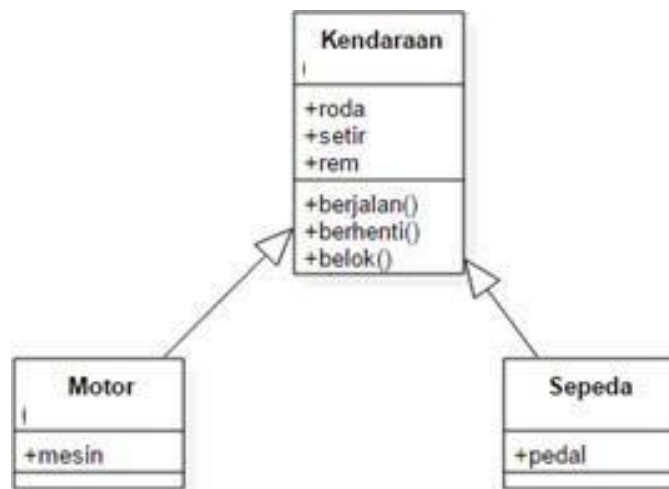 Kendaraan
+roda
+setir
+rem
+berjalan()
+berhenti()
+belok()
Motor
+mesin
Sepeda
+pedal